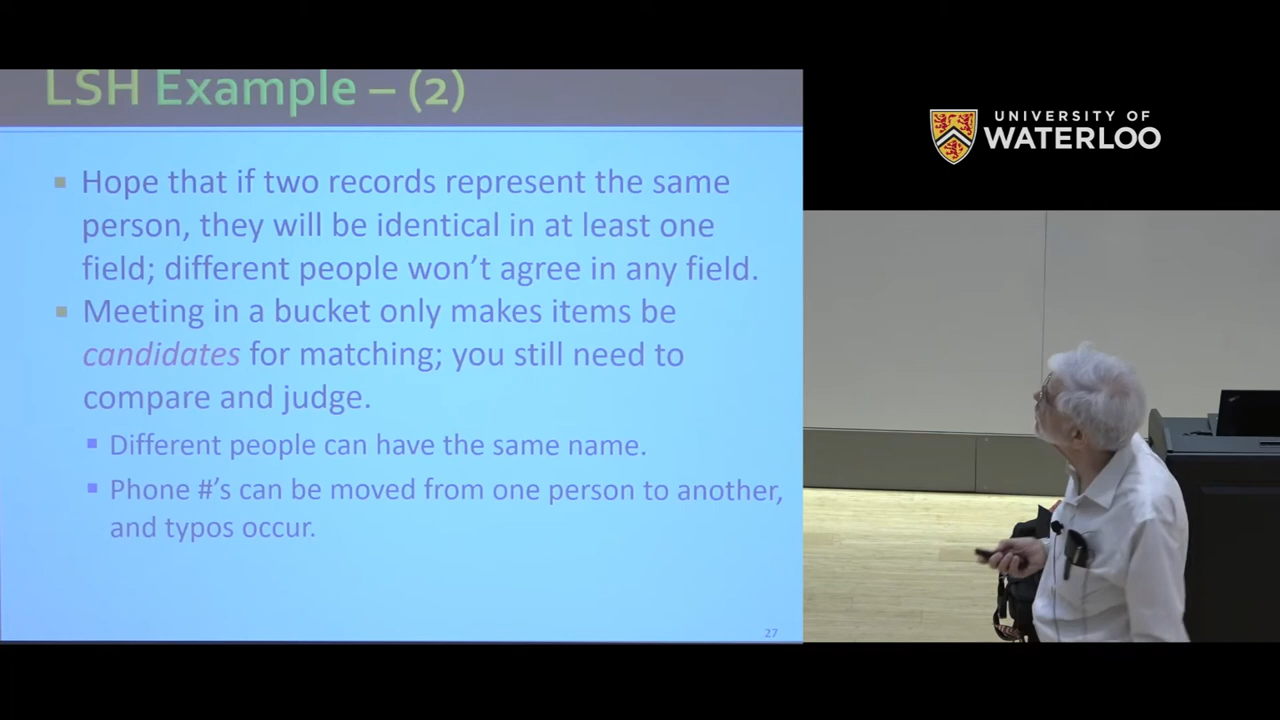 LSH Example – (2)
UNIVERSITY OF
WATERLOO
Hope that if two records represent the same
person, they will be identical in at least one
field; different people won't agree in any field.
Meeting in a bucket only makes items be
candidates for matching; you still need to
compare and judge.
Different people can have the same name.
Phone #'s can be moved from one person to another,
and typos occur.
27